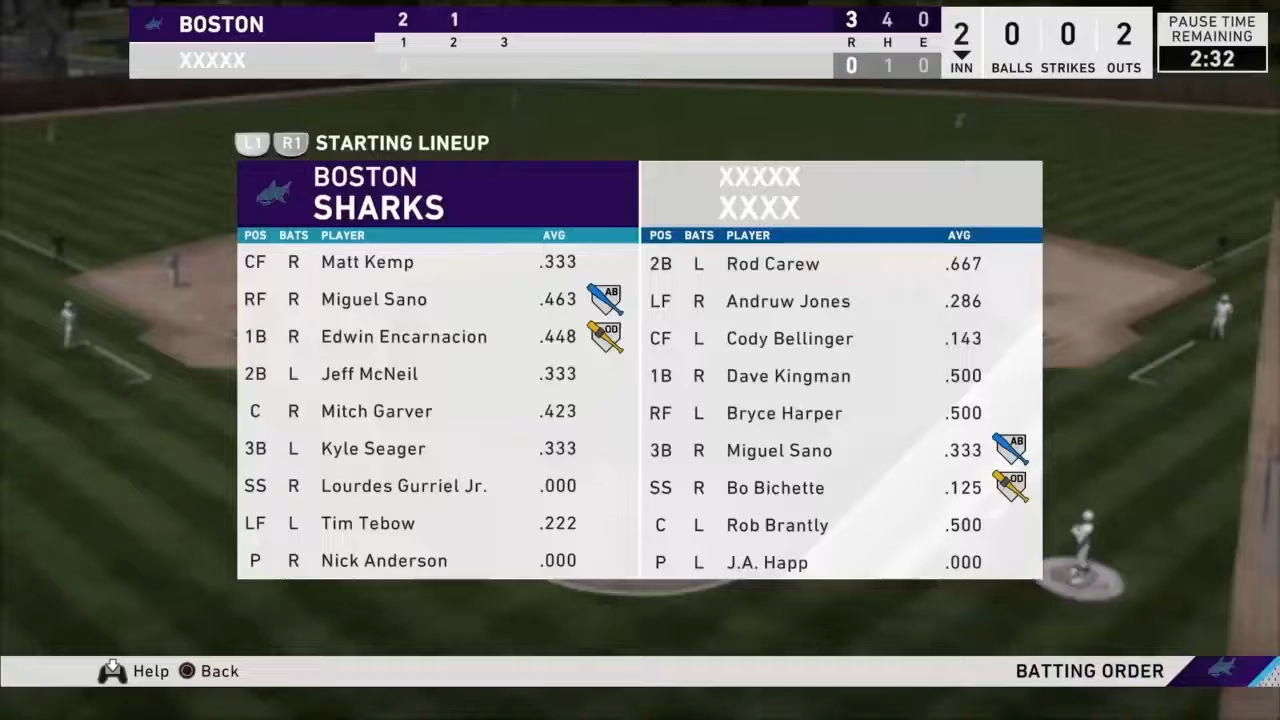 BOSTON 2 1 3 4 0
1 2 3 R H E
XXXXX 0 0 1 0
2 INN
0 BALLS
0 STRIKES
2 OUTS
PAUSE TIME
REMAINING
2:32
L1 R1 STARTING LINEUP
BOSTON
SHARKS
POS BATS PLAYER AVG
CF R Matt Kemp .333
RF R Miguel Sano .463 AB
1B R Edwin Encarnacion .448 OD
2B L Jeff McNeil .333
C R Mitch Garver .423
3B L Kyle Seager .333
SS R Lourdes Gurriel Jr. .000
LF L Tim Tebow .222
P R Nick Anderson .000
XXXXX
XXXX
POS BATS PLAYER AVG
2B L Rod Carew .667
LF R Andruw Jones .286
CF L Cody Bellinger .143
1B R Dave Kingman .500
RF L Bryce Harper .500
3B R Miguel Sano .333 AB
SS R Bo Bichette .125 OD
C L Rob Brantly .500
P L J.A. Happ .000
Help Back
BATTING ORDER